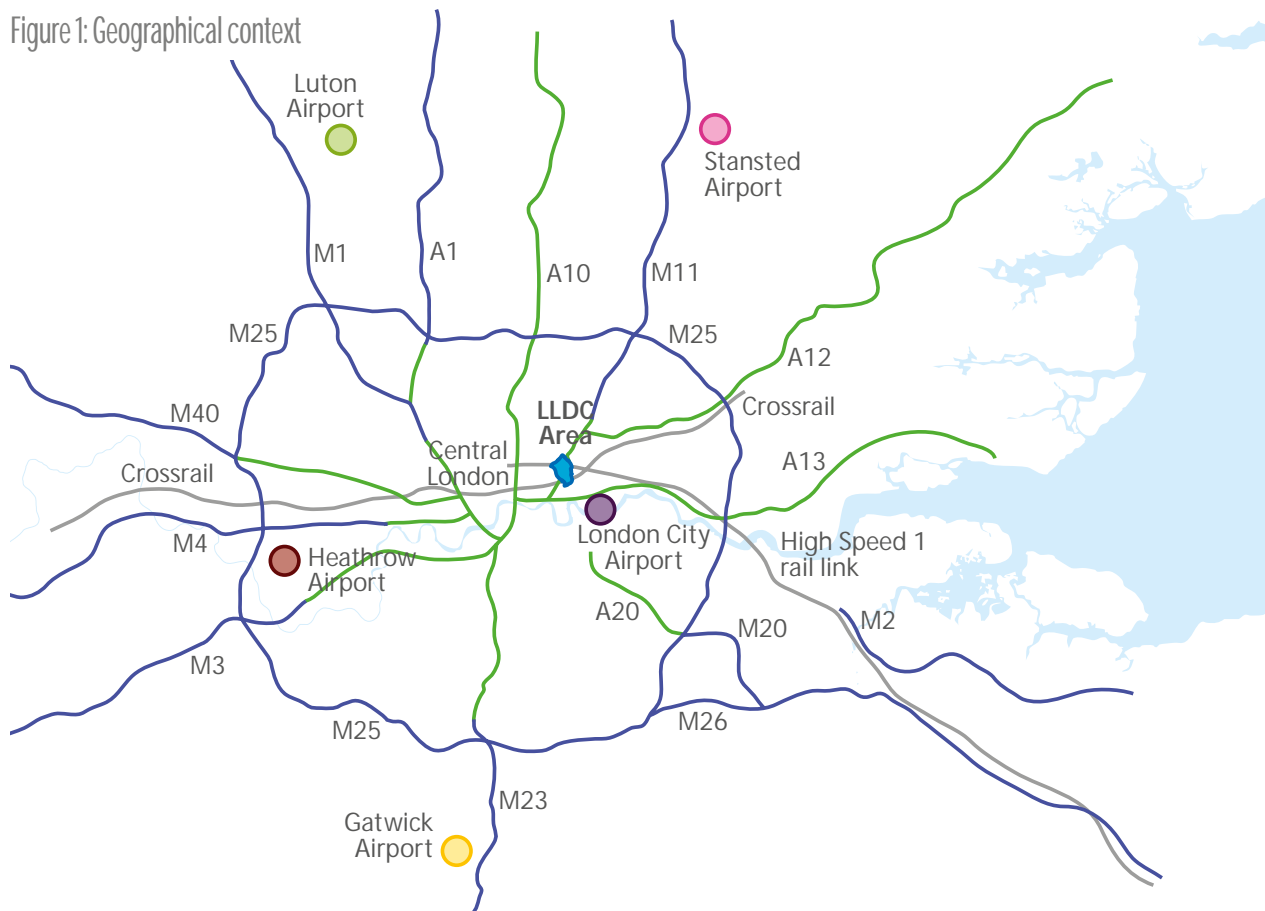 Figure 1: Geographical context
Luton
Airport
Stansted
Airport
M1
A1
A10
M11
M25
M25
A12
M40
LLDC
Area
Crossrail
Central
London
Crossrail
A13
M4
London City
Airport
High Speed 1
rail link
Heathrow
Airport
A20
M20
M2
M3
M25
M26
M23
Gatwick
Airport